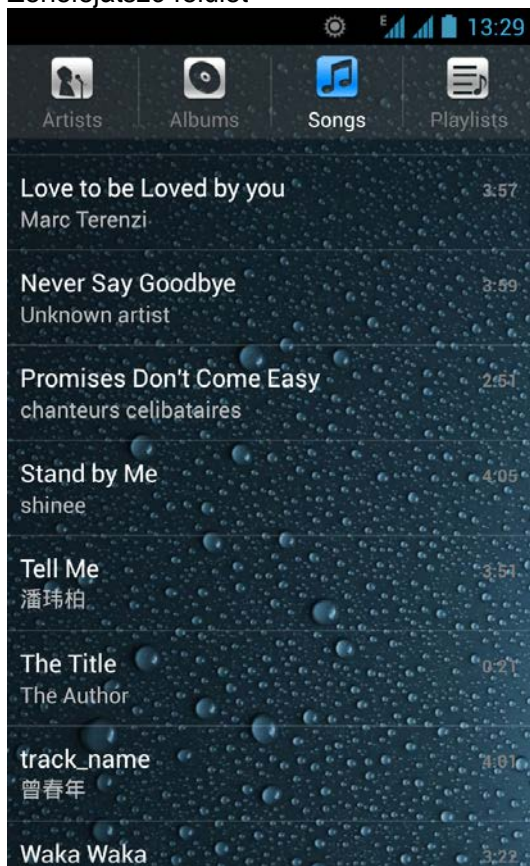 Zenelejátszó felület
E 13:29
Artists Albums Songs Playlists
Love to be Loved by you 3:57
Marc Terenzi
Never Say Goodbye 3:59
Unknown artist
Promises Don't Come Easy 2:51
chanteurs celibataires
Stand by Me 4:05
shinee
Tell Me 3:51
潘玮柏
The Title 0:21
The Author
track_name 4:01
曾春年
Waka Waka 3:22